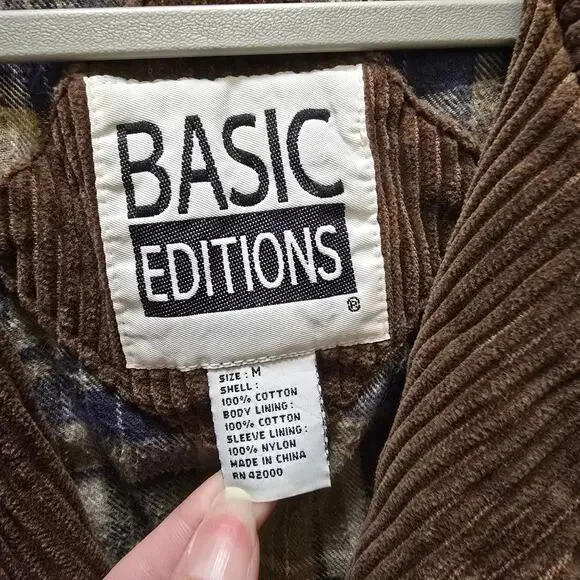 BASIC
EDITIONS
®
SIZE: M
SHELL:
100% COTTON
BODY LINING:
100% COTTON
SLEEVE LINING:
100% NYLON
MADE IN CHINA
RN 42000